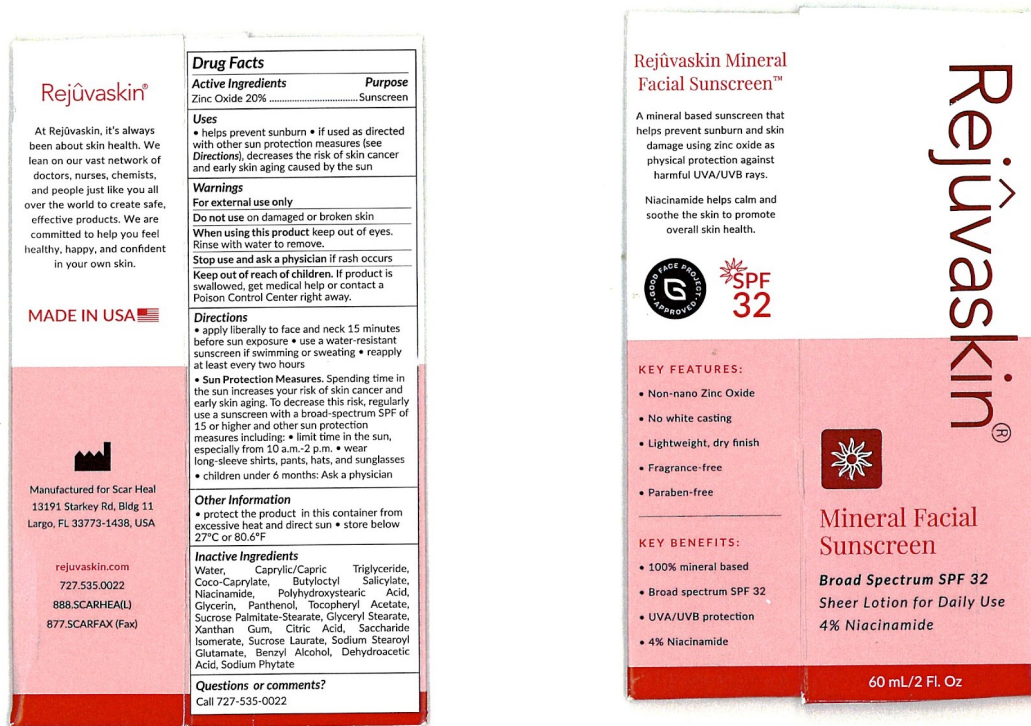 Rejûvaskin®
At Rejûvaskin, it's always
been about skin health. We
lean on our vast network of
doctors, nurses, chemists,
and people just like you all
over the world to create safe,
effective products. We are
committed to help you feel
healthy, happy, and confident
in your own skin.
MADE IN USA
Manufactured for Scar Heal
13191 Starkey Rd, Bldg 11
Largo, FL 33773-1438, USA
rejuvaskin.com
727.535.0022
888.SCARHEA(L)
877.SCARFAX (Fax)
Drug Facts
Active Ingredients Purpose
Zinc Oxide 20% ..................................Sunscreen
Uses
• helps prevent sunburn • if used as directed
with other sun protection measures (see
Directions), decreases the risk of skin cancer
and early skin aging caused by the sun
Warnings
For external use only
Do not use on damaged or broken skin
When using this product keep out of eyes.
Rinse with water to remove.
Stop use and ask a physician if rash occurs
Keep out of reach of children. If product is
swallowed, get medical help or contact a
Poison Control Center right away.
Directions
• apply liberally to face and neck 15 minutes
before sun exposure • use a water-resistant
sunscreen if swimming or sweating • reapply
at least every two hours
• Sun Protection Measures. Spending time in
the sun increases your risk of skin cancer and
early skin aging. To decrease this risk, regularly
use a sunscreen with a broad-spectrum SPF of
15 or higher and other sun protection
measures including: • limit time in the sun,
especially from 10 a.m.-2 p.m. • wear
long-sleeve shirts, pants, hats, and sunglasses
• children under 6 months: Ask a physician
Other Information
• protect the product in this container from
excessive heat and direct sun • store below
27°C or 80.6°F
Inactive Ingredients
Water, Caprylic/Capric Triglyceride,
Coco-Caprylate, Butyloctyl Salicylate,
Niacinamide, Polyhydroxystearic Acid,
Glycerin, Panthenol, Tocopheryl Acetate,
Sucrose Palmitate-Stearate, Glyceryl Stearate,
Xanthan Gum, Citric Acid, Saccharide
Isomerate, Sucrose Laurate, Sodium Stearoyl
Glutamate, Benzyl Alcohol, Dehydroacetic
Acid, Sodium Phytate
Questions or comments?
Call 727-535-0022
Rejûvaskin Mineral
Facial Sunscreen™
A mineral based sunscreen that
helps prevent sunburn and skin
damage using zinc oxide as
physical protection against
harmful UVA/UVB rays.
Niacinamide helps calm and
soothe the skin to promote
overall skin health.
GOOD FACE PROJECT
G
• APPROVED •
SPF
32
KEY FEATURES:
• Non-nano Zinc Oxide
• No white casting
• Lightweight, dry finish
• Fragrance-free
• Paraben-free
KEY BENEFITS:
• 100% mineral based
• Broad spectrum SPF 32
• UVA/UVB protection
• 4% Niacinamide
Rejûvaskin®
Mineral Facial
Sunscreen
Broad Spectrum SPF 32
Sheer Lotion for Daily Use
4% Niacinamide
60 mL/2 Fl. Oz